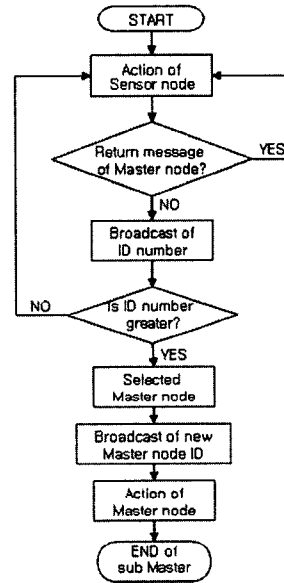 START
Action of
Sensor node
Return message
of Master node?
YES
NO
Broadcast of
ID number
Is ID number
greater?
NO
YES
Selected
Master node
Broadcast of new
Master node ID
Action of
Master node
END of
sub Master